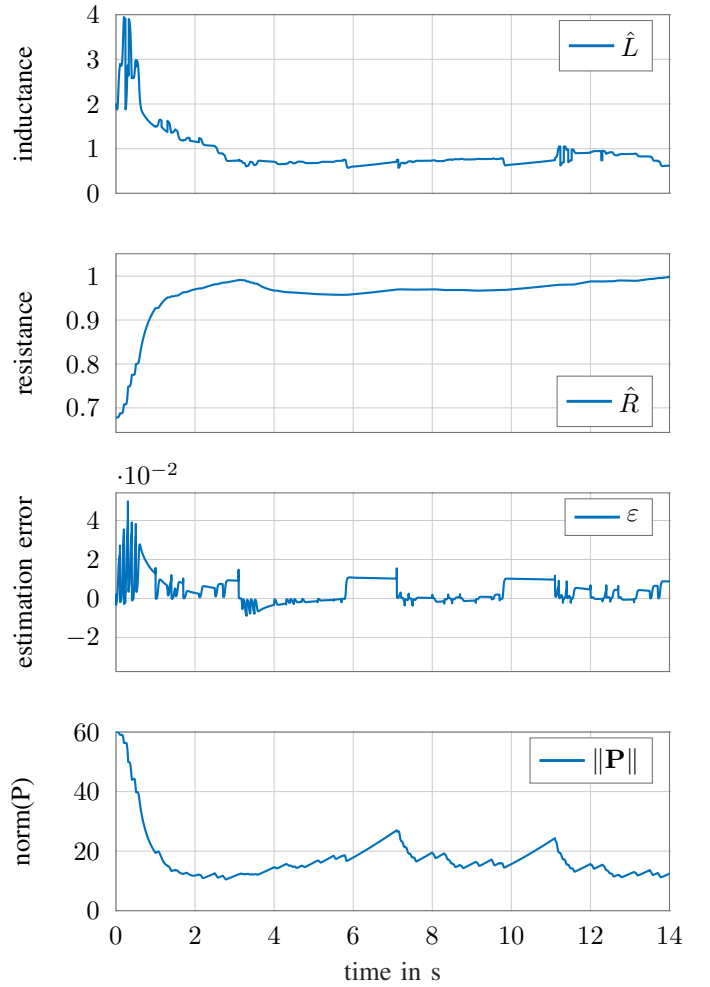 4
3
2
1
0
inductance
L̂
1
0.9
0.8
0.7
resistance
R̂
·10⁻²
4
2
0
−2
estimation error
ε
60
40
20
0
norm(P)
‖P‖
0 2 4 6 8 10 12 14
time in s